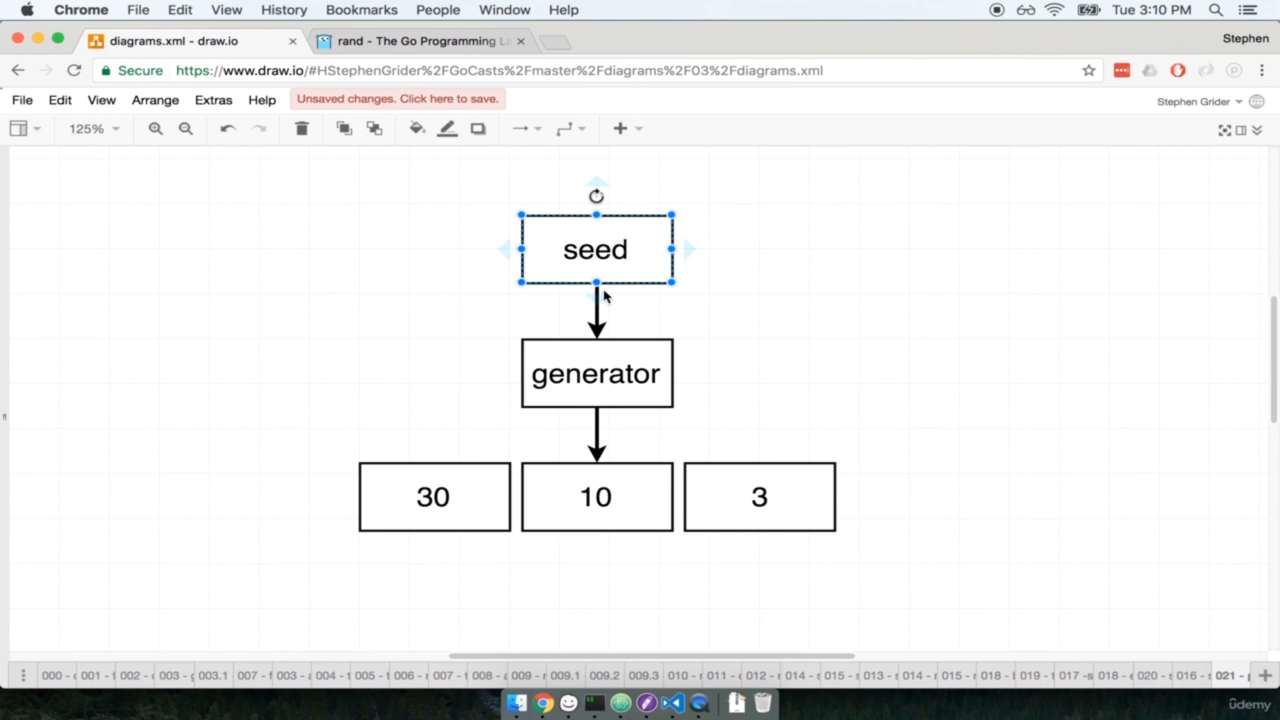 Chrome File Edit View History Bookmarks People Window Help Tue 3:10 PM
diagrams.xml - draw.io rand - The Go Programming La Stephen
Secure https://www.draw.io/#HStephenGrider%2FGoCasts%2Fmaster%2Fdiagrams%2F03%2Fdiagrams.xml
File Edit View Arrange Extras Help Unsaved changes. Click here to save. Stephen Grider
125%
seed
generator
30 10 3
000 - 001 - 002 - 003 - 003.1 007 - 003 - 004 - 005 - 006 - 007 - 008 - 009 - 009.1 009.2 009.3 010 - 011 - 012 - 014 - 015 - 013 - 014 - 015 - 018 - 019 - 017 - 018 - 020 - 016 - 021 -
ûdemy